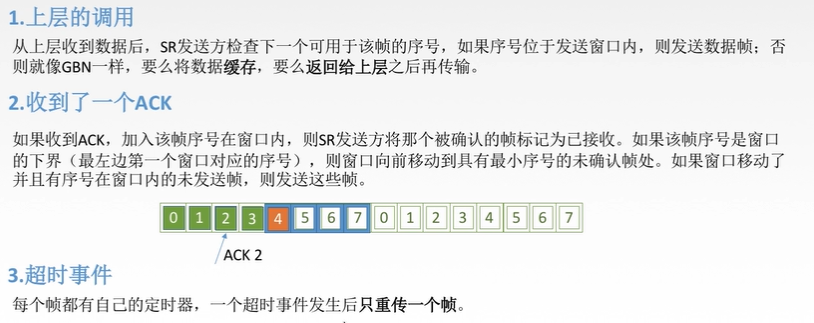 1.上层的调用
从上层收到数据后，SR发送方检查下一个可用于该帧的序号，如果序号位于发送窗口内，则发送数据帧；否
则就像GBN一样，要么将数据缓存，要么返回给上层之后再传输。
2.收到了一个ACK
如果收到ACK，加入该帧序号在窗口内，则SR发送方将那个被确认的帧标记为已接收。如果该帧序号是窗口
的下界（最左边第一个窗口对应的序号），则窗口向前移动到具有最小序号的未确认帧处。如果窗口移动了
并且有序号在窗口内的未发送帧，则发送这些帧。
0 1 2 3 4 5 6 7 0 1 2 3 4 5 6 7
ACK 2
3.超时事件
每个帧都有自己的定时器，一个超时事件发生后只重传一个帧。